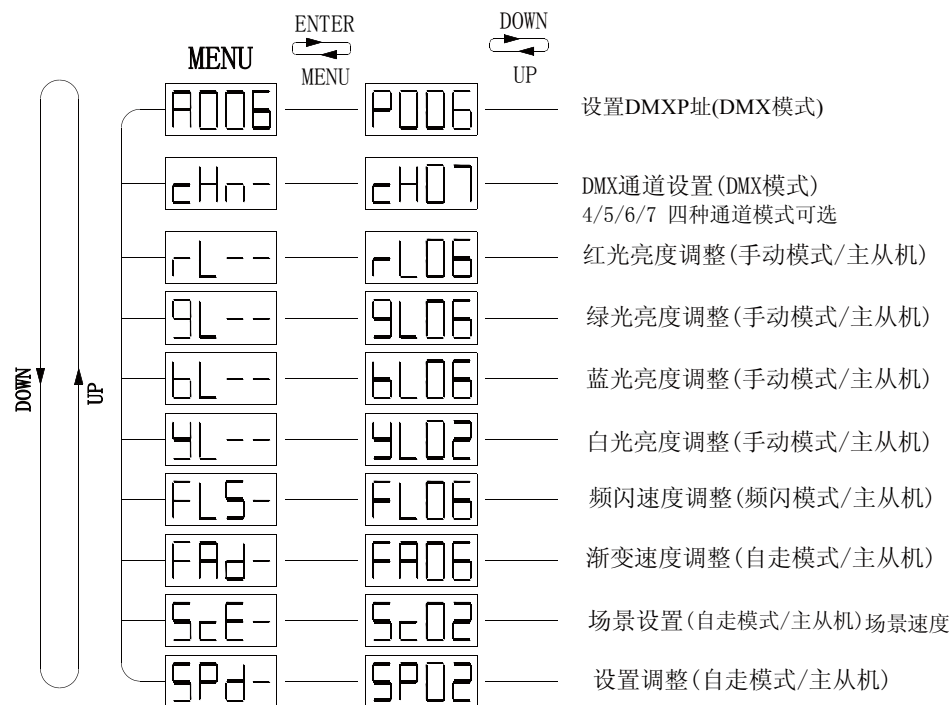 ENTER
MENU
DOWN
UP
MENU
A006 P006 设置DMXP址(DMX模式)
cHn- cH07 DMX通道设置(DMX模式)
4/5/6/7 四种通道模式可选
rL-- rL06 红光亮度调整(手动模式/主从机)
gL-- gL06 绿光亮度调整(手动模式/主从机)
bL-- bL06 蓝光亮度调整(手动模式/主从机)
yL-- yL02 白光亮度调整(手动模式/主从机)
FLS- FL06 频闪速度调整(频闪模式/主从机)
FAd- FA06 渐变速度调整(自走模式/主从机)
ScE- Sc02 场景设置(自走模式/主从机)场景速度
SPd- SP02 设置调整(自走模式/主从机)
DOWN
UP